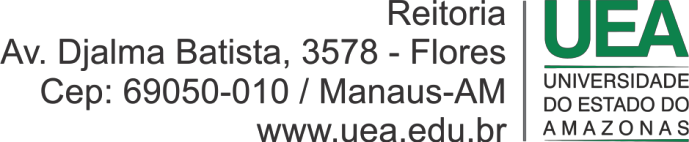 Reitoria
Av. Djalma Batista, 3578 - Flores
Cep: 69050-010 / Manaus-AM
www.uea.edu.br
UEA
UNIVERSIDADE
DO ESTADO DO
AMAZONAS